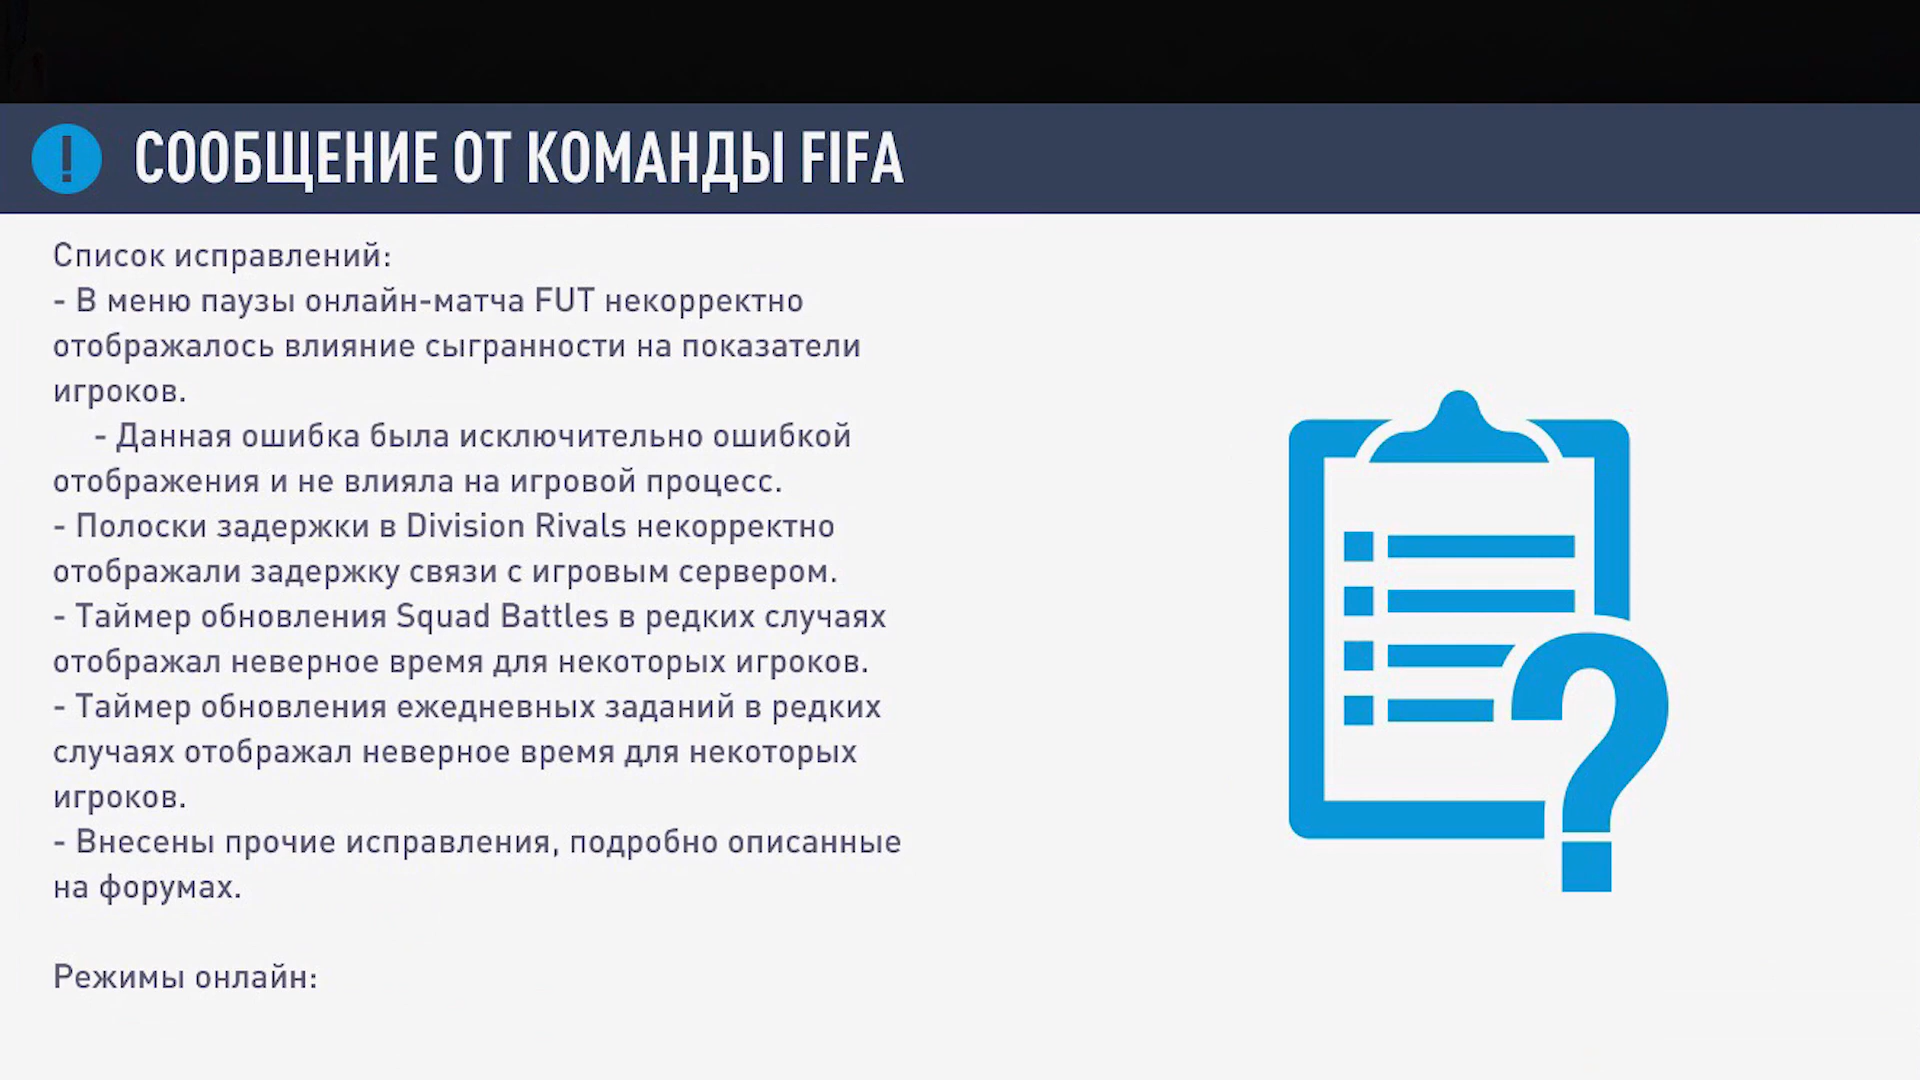 СООБЩЕНИЕ ОТ КОМАНДЫ FIFA
Список исправлений:
- В меню паузы онлайн-матча FUT некорректно
отображалось влияние сыгранности на показатели
игроков.
- Данная ошибка была исключительно ошибкой
отображения и не влияла на игровой процесс.
- Полоски задержки в Division Rivals некорректно
отображали задержку связи с игровым сервером.
- Таймер обновления Squad Battles в редких случаях
отображал неверное время для некоторых игроков.
- Таймер обновления ежедневных заданий в редких
случаях отображал неверное время для некоторых
игроков.
- Внесены прочие исправления, подробно описанные
на форумах.
Режимы онлайн: